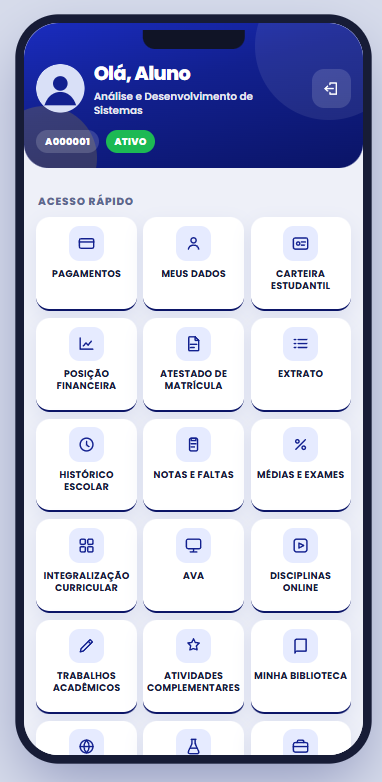 Olá, Aluno
Análise e Desenvolvimento de
Sistemas
A000001
ATIVO
ACESSO RÁPIDO
PAGAMENTOS
MEUS DADOS
CARTEIRA
ESTUDANTIL
POSIÇÃO
FINANCEIRA
ATESTADO DE
MATRÍCULA
EXTRATO
HISTÓRICO
ESCOLAR
NOTAS E FALTAS
MÉDIAS E EXAMES
INTEGRALIZAÇÃO
CURRICULAR
AVA
DISCIPLINAS
ONLINE
TRABALHOS
ACADÊMICOS
ATIVIDADES
COMPLEMENTARES
MINHA BIBLIOTECA